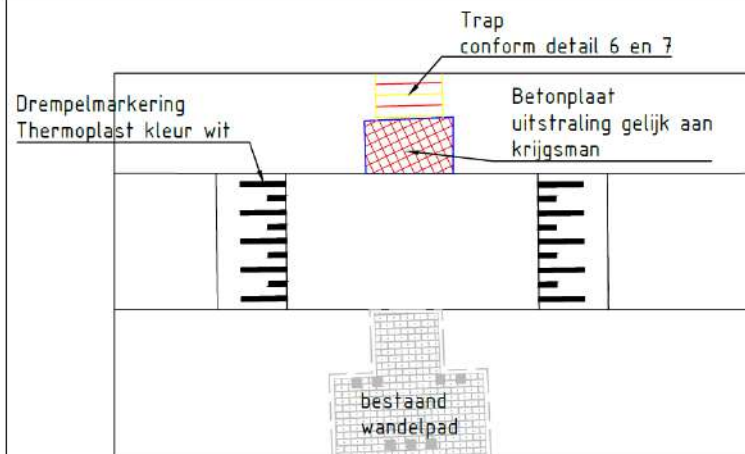 Trap
conform detail 6 en 7
Drempelmarkering
Thermoplast kleur wit
Betonplaat
uitstraling gelijk aan
krijgsman
bestaand
wandelpad